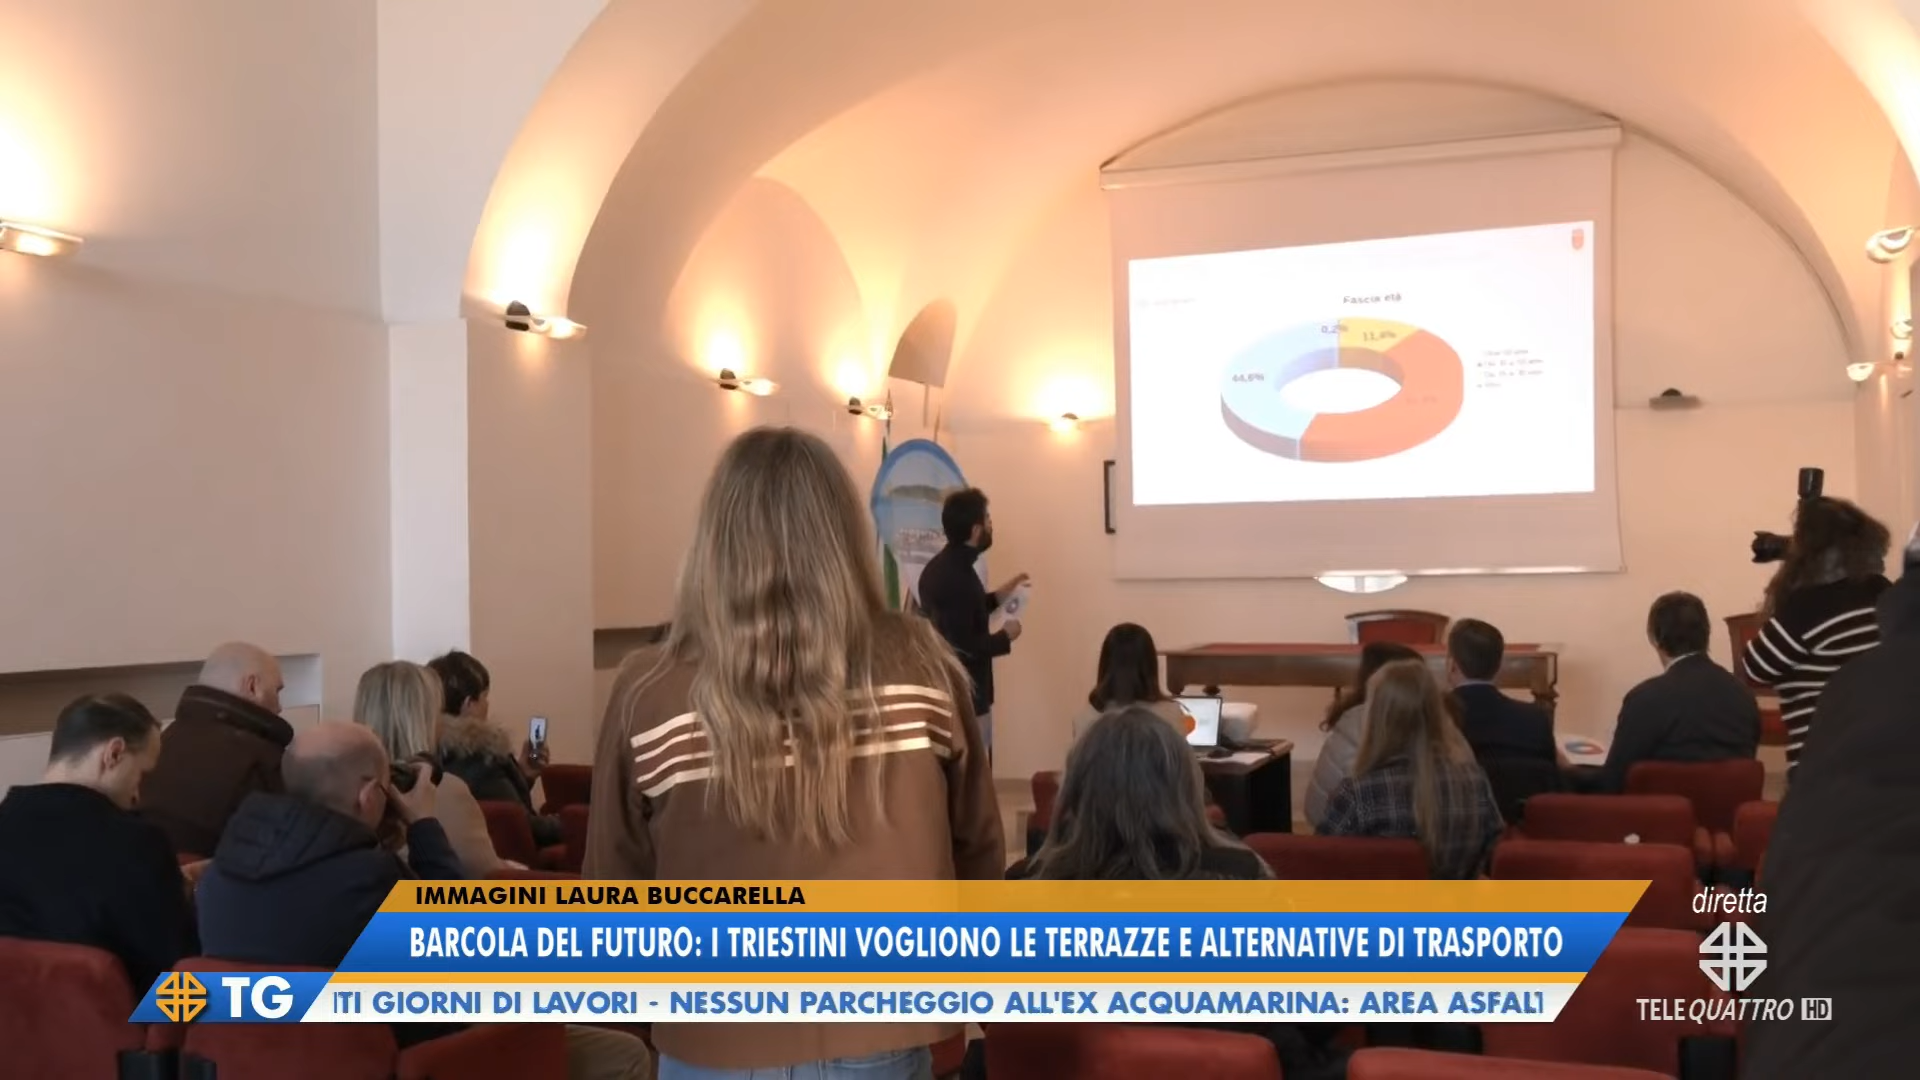 Fascia età
0,2%
11,4%
44,6%
IMMAGINI LAURA BUCCARELLA
BARCOLA DEL FUTURO: I TRIESTINI VOGLIONO LE TERRAZZE E ALTERNATIVE DI TRASPORTO
TG
ITI GIORNI DI LAVORI - NESSUN PARCHEGGIO ALL'EX ACQUAMARINA: AREA ASFALT
diretta
TELEQUATTRO HD